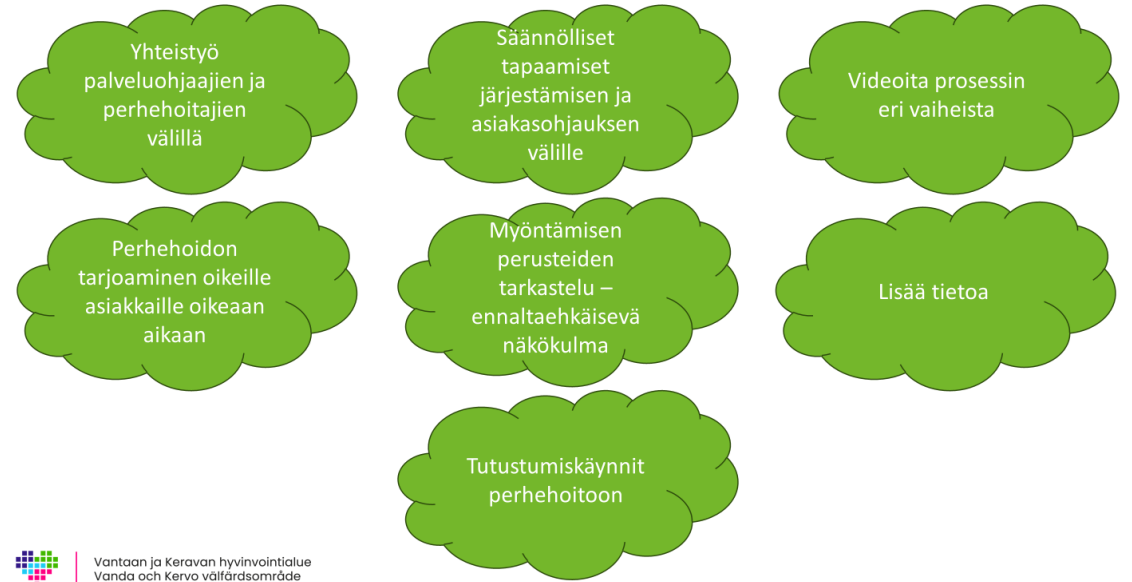 Yhteistyö
palveluohjaajien ja
perhehoitajien
välillä
Säännölliset
tapaamiset
järjestämisen ja
asiakasohjauksen
välille
Videoita prosessin
eri vaiheista
Perhehoidon
tarjoaminen oikeille
asiakkaille oikeaan
aikaan
Myöntämisen
perusteiden
tarkastelu –
ennaltaehkäisevä
näkökulma
Lisää tietoa
Tutustumiskäynnit
perhehoitoon
Vantaan ja Keravan hyvinvointialue
Vanda och Kervo välfärdsområde